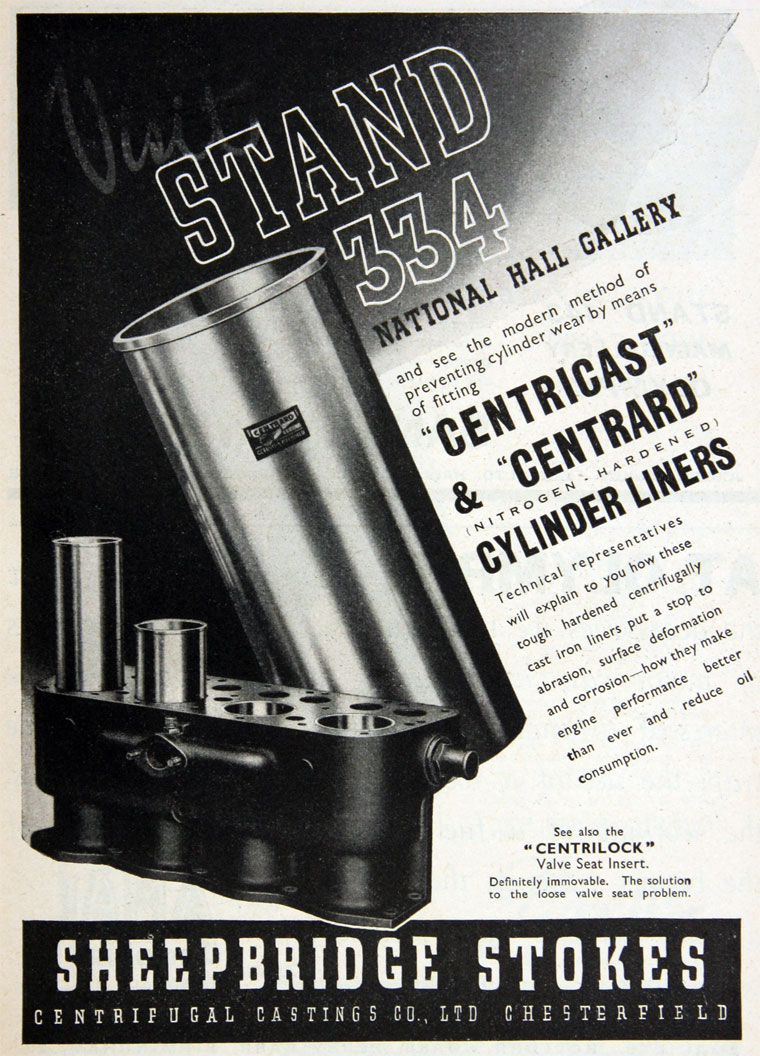 Visit
STAND
334
NATIONAL HALL GALLERY
and see the modern method of
preventing cylinder wear by means
of fitting
"CENTRICAST"
& "CENTRARD"
(NITROGEN-HARDENED)
CYLINDER LINERS
Technical representatives
will explain to you how these
tough hardened centrifugally
cast iron liners put a stop to
abrasion, surface deformation
and corrosion—how they make
engine performance better
than ever and reduce oil
consumption.
CENTRARD
See also the
"CENTRILOCK"
Valve Seat Insert.
Definitely immovable. The solution
to the loose valve seat problem.
SHEEPBRIDGE STOKES
CENTRIFUGAL CASTINGS CO., LTD CHESTERFIELD